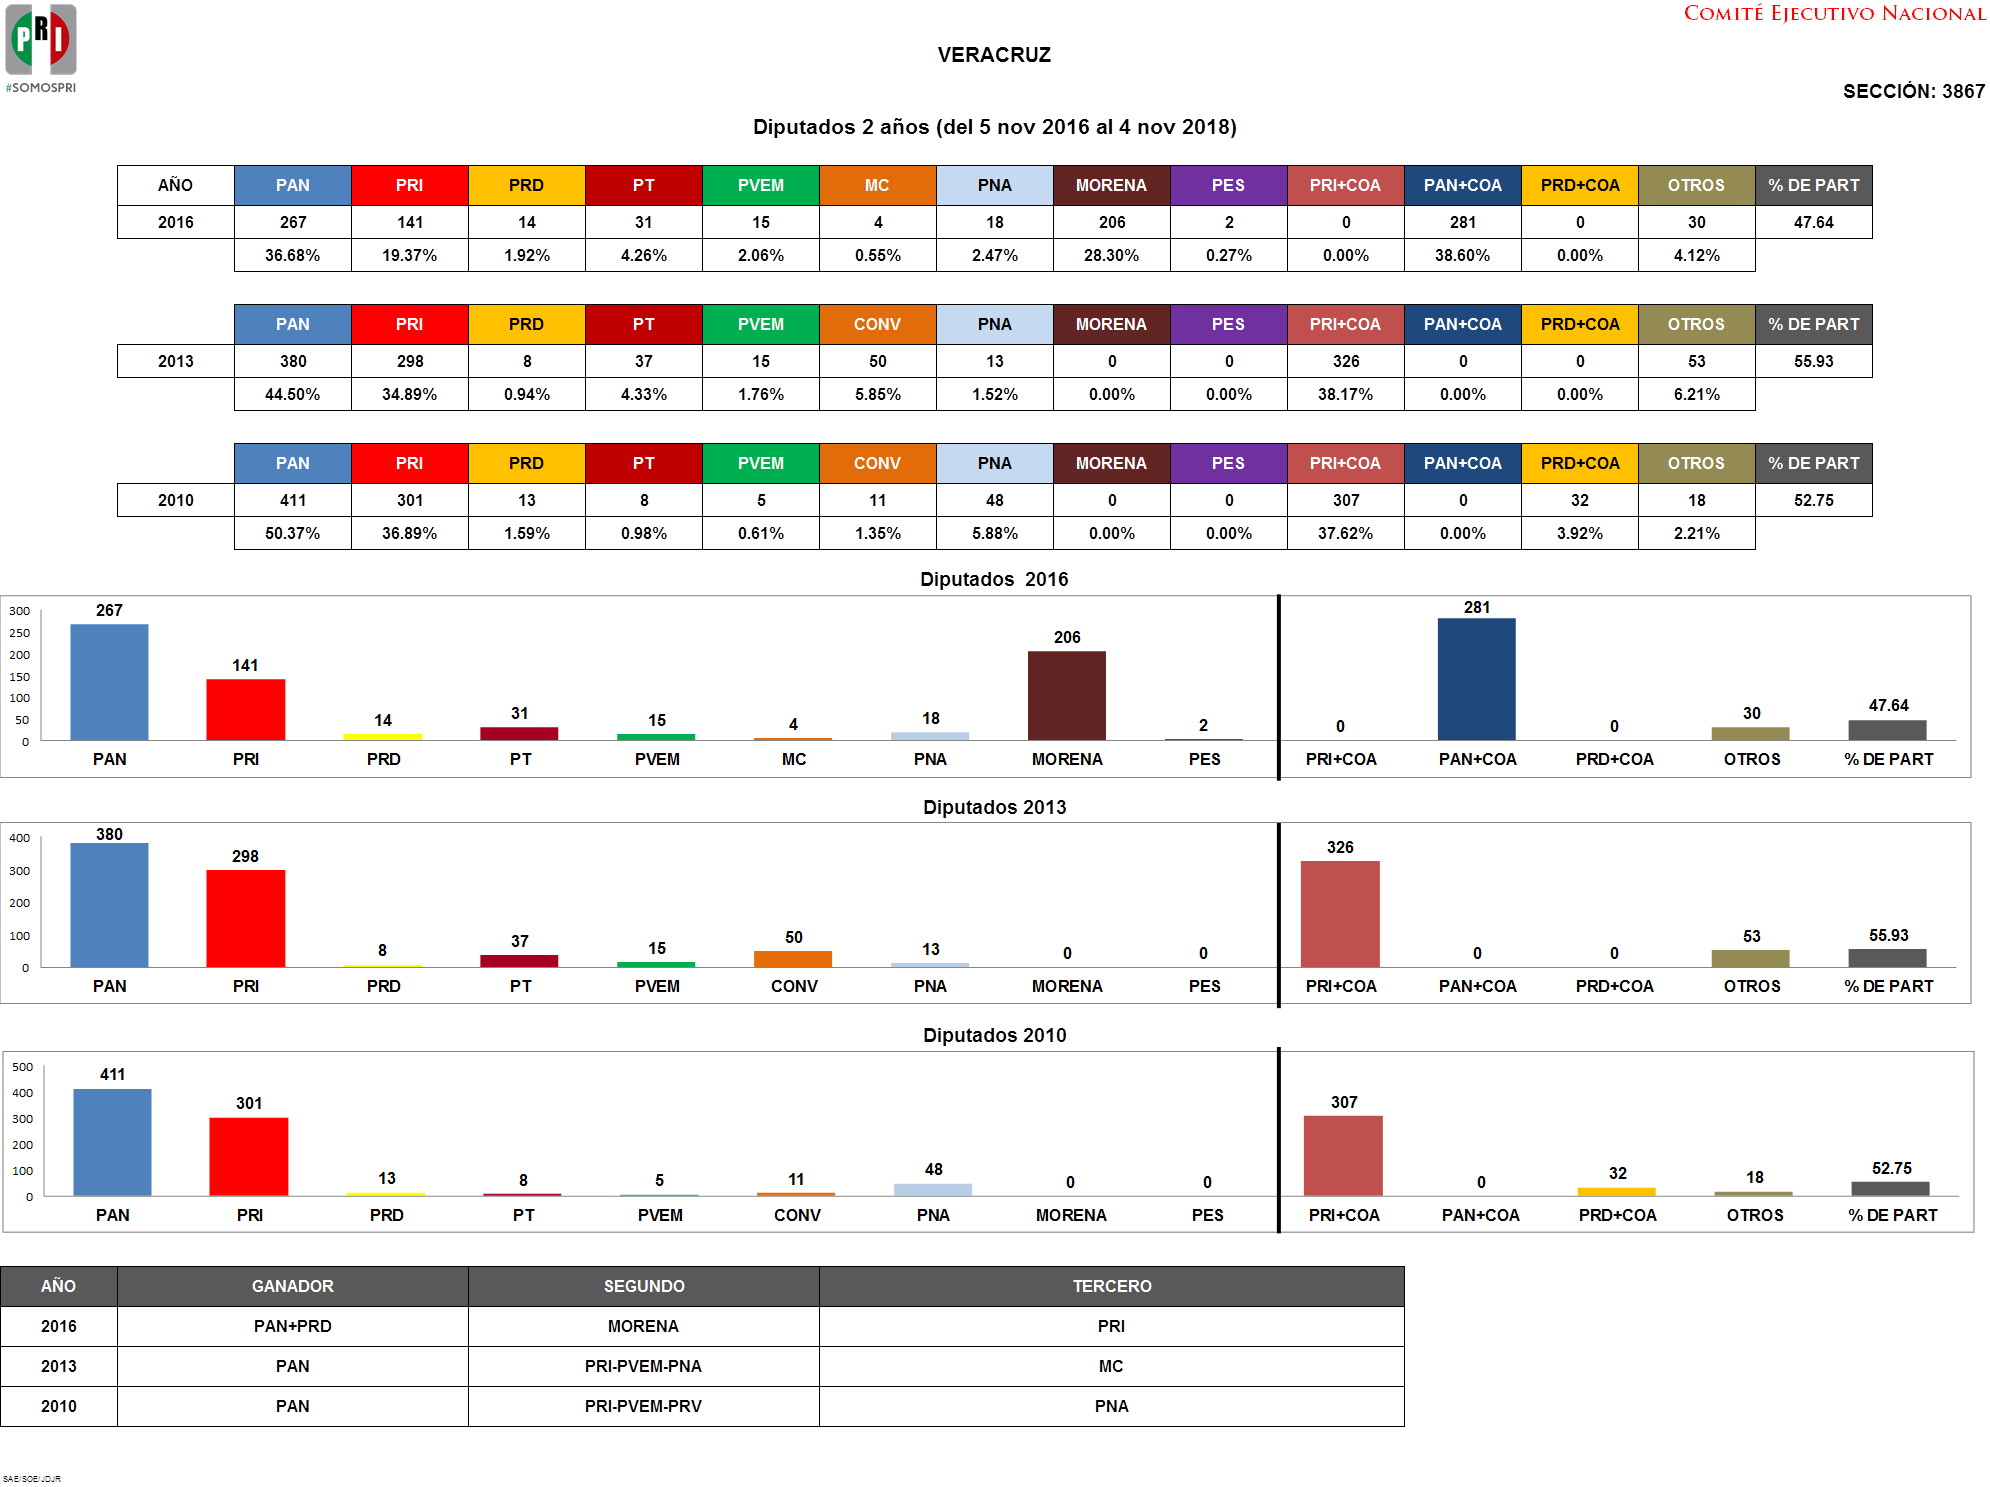 PRI
#SOMOSPRI
COMITÉ EJECUTIVO NACIONAL
VERACRUZ
SECCIÓN: 3867
Diputados 2 años (del 5 nov 2016 al 4 nov 2018)
AÑO PAN PRI PRD PT PVEM MC PNA MORENA PES PRI+COA PAN+COA PRD+COA OTROS % DE PART
2016 267 141 14 31 15 4 18 206 2 0 281 0 30 47.64
36.68% 19.37% 1.92% 4.26% 2.06% 0.55% 2.47% 28.30% 0.27% 0.00% 38.60% 0.00% 4.12%
PAN PRI PRD PT PVEM CONV PNA MORENA PES PRI+COA PAN+COA PRD+COA OTROS % DE PART
2013 380 298 8 37 15 50 13 0 0 326 0 0 53 55.93
44.50% 34.89% 0.94% 4.33% 1.76% 5.85% 1.52% 0.00% 0.00% 38.17% 0.00% 0.00% 6.21%
PAN PRI PRD PT PVEM CONV PNA MORENA PES PRI+COA PAN+COA PRD+COA OTROS % DE PART
2010 411 301 13 8 5 11 48 0 0 307 0 32 18 52.75
50.37% 36.89% 1.59% 0.98% 0.61% 1.35% 5.88% 0.00% 0.00% 37.62% 0.00% 3.92% 2.21%
Diputados 2016
300
250
200
150
100
50
0
267 141 14 31 15 4 18 206 2 0 281 0 30 47.64
PAN PRI PRD PT PVEM MC PNA MORENA PES PRI+COA PAN+COA PRD+COA OTROS % DE PART
Diputados 2013
400
300
200
100
0
380 298 8 37 15 50 13 0 0 326 0 0 53 55.93
PAN PRI PRD PT PVEM CONV PNA MORENA PES PRI+COA PAN+COA PRD+COA OTROS % DE PART
Diputados 2010
500
400
300
200
100
0
411 301 13 8 5 11 48 0 0 307 0 32 18 52.75
PAN PRI PRD PT PVEM CONV PNA MORENA PES PRI+COA PAN+COA PRD+COA OTROS % DE PART
AÑO GANADOR SEGUNDO TERCERO
2016 PAN+PRD MORENA PRI
2013 PAN PRI-PVEM-PNA MC
2010 PAN PRI-PVEM-PRV PNA
SAE/SOE/JDJR